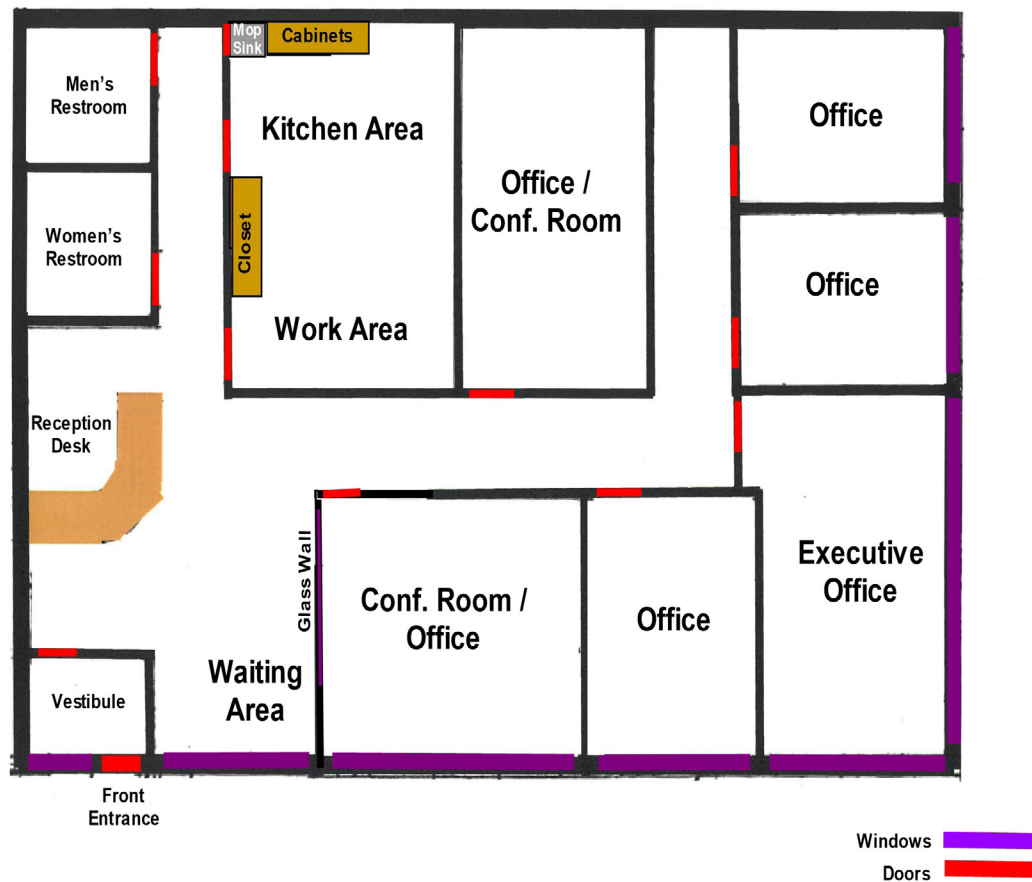 Mop
Sink
Cabinets
Men's
Restroom
Kitchen Area
Office
Office /
Conf. Room
Women's
Restroom
Closet
Office
Work Area
Reception
Desk
Glass Wall
Executive
Office
Conf. Room /
Office
Office
Waiting
Area
Vestibule
Front
Entrance
Windows
Doors